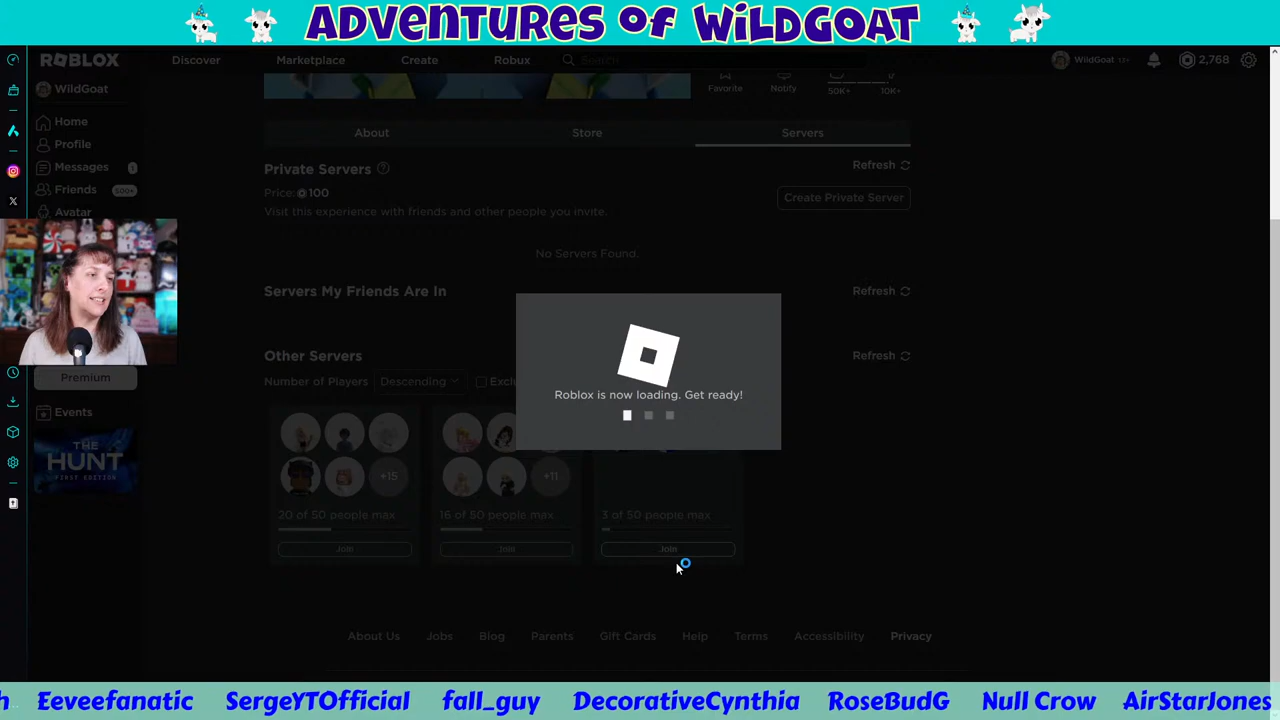 ADVENTURES OF WILDGOAT
ROBLOX Discover Marketplace Create Robux Search WildGoat 13+ 2,768
WildGoat
Home
Profile
Messages 1
Friends 500+
Avatar
Premium
Events
THE HUNT
FIRST EDITION
Favorite Notify 50K+ 10K+
About Store Servers
Private Servers Refresh
Price: 100 Create Private Server
Visit this experience with friends and other people you invite.
No Servers Found.
Servers My Friends Are In Refresh
Other Servers Refresh
Number of Players Descending Exclu
Roblox is now loading. Get ready!
+15 +11
20 of 50 people max 16 of 50 people max 3 of 50 people max
Join Join Join
About Us Jobs Blog Parents Gift Cards Help Terms Accessibility Privacy
h Eeveefanatic SergeYTOfficial fall_guy DecorativeCynthia RoseBudG Null Crow AirStarJones